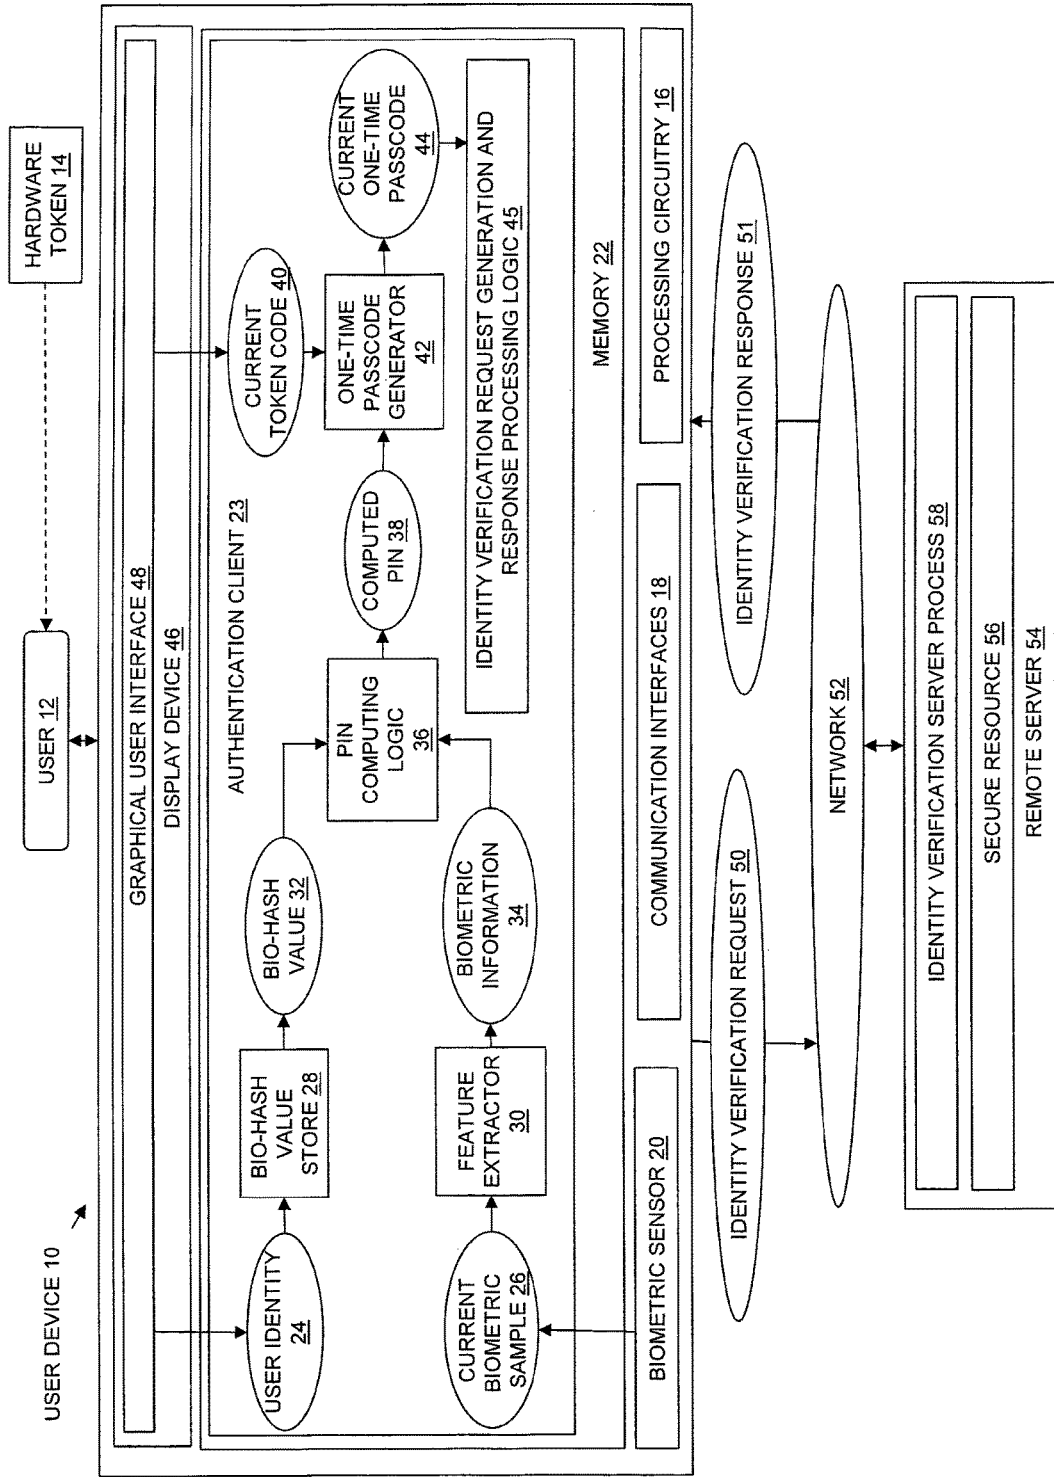 USER DEVICE 10
USER 12
HARDWARE
TOKEN 14
GRAPHICAL USER INTERFACE 48
DISPLAY DEVICE 46
AUTHENTICATION CLIENT 23
USER IDENTITY
24
BIO-HASH
VALUE
STORE 28
BIO-HASH
VALUE 32
PIN
COMPUTING
LOGIC
36
COMPUTED
PIN 38
CURRENT
TOKEN CODE 40
ONE-TIME
PASSCODE
GENERATOR
42
CURRENT
ONE-TIME
PASSCODE
44
CURRENT
BIOMETRIC
SAMPLE 26
FEATURE
EXTRACTOR
30
BIOMETRIC
INFORMATION
34
IDENTITY VERIFICATION REQUEST GENERATION AND
RESPONSE PROCESSING LOGIC 45
MEMORY 22
BIOMETRIC SENSOR 20
COMMUNICATION INTERFACES 18
PROCESSING CIRCUITRY 16
IDENTITY VERIFICATION REQUEST 50
IDENTITY VERIFICATION RESPONSE 51
NETWORK 52
IDENTITY VERIFICATION SERVER PROCESS 58
SECURE RESOURCE 56
REMOTE SERVER 54